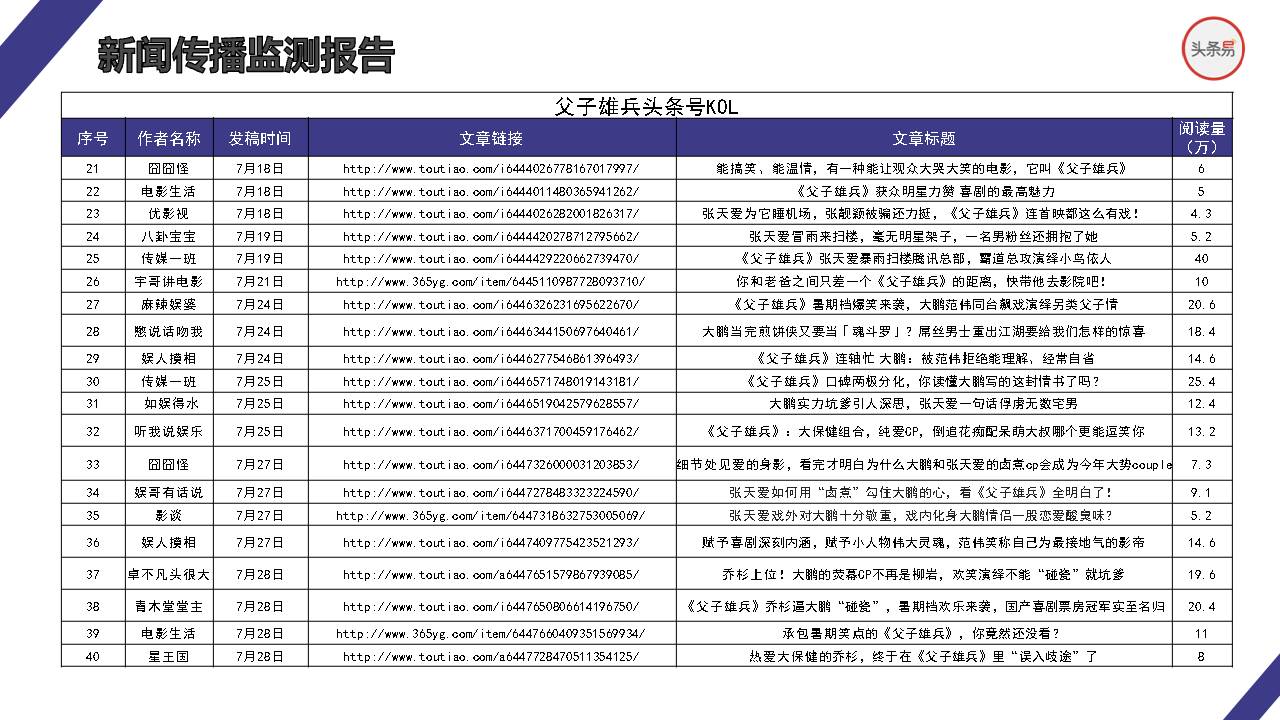 新闻传播监测报告
头条易
父子雄兵头条号KOL
序号 作者名称 发稿时间 文章链接 文章标题 阅读量（万）
21 囧囧怪 7月18日 http://www.toutiao.com/i6444026778167017997/ 能搞笑、能温情，有一种能让观众大哭大笑的电影，它叫《父子雄兵》 6
22 电影生活 7月18日 http://www.toutiao.com/i6444011480365941262/ 《父子雄兵》获众明星力赞 喜剧的最高魅力 5
23 优影视 7月18日 http://www.toutiao.com/i6444026282001826317/ 张天爱为它睡机场，张靓颖被骗还力挺，《父子雄兵》连首映都这么有戏！ 4.3
24 八卦宝宝 7月19日 http://www.toutiao.com/i6444420278712795662/ 张天爱冒雨来扫楼，毫无明星架子，一名男粉丝还拥抱了她 5.2
25 传媒一班 7月19日 http://www.toutiao.com/i6444429220662739470/ 《父子雄兵》张天爱暴雨扫楼腾讯总部，霸道总攻演绎小鸟依人 40
26 宇哥讲电影 7月21日 http://www.365yg.com/item/6445110987728093710/ 你和老爸之间只差一个《父子雄兵》的距离，快带他去影院吧！ 10
27 麻辣娱婆 7月24日 http://www.toutiao.com/i6446326231695622670/ 《父子雄兵》暑期档爆笑来袭，大鹏范伟同台飙戏演绎另类父子情 20.6
28 憋说话吻我 7月24日 http://www.toutiao.com/i6446344150697640461/ 大鹏当完煎饼侠又要当「魂斗罗」？屌丝男士重出江湖要给我们怎样的惊喜 18.4
29 娱人摸相 7月24日 http://www.toutiao.com/i6446277546861396493/ 《父子雄兵》连轴忙 大鹏：被范伟拒绝能理解、经常自省 14.6
30 传媒一班 7月25日 http://www.toutiao.com/i6446571748019143181/ 《父子雄兵》口碑两极分化，你读懂大鹏写的这封情书了吗？ 25.4
31 如娱得水 7月25日 http://www.toutiao.com/i6446519042579628557/ 大鹏实力坑爹引人深思，张天爱一句话俘虏无数宅男 12.4
32 听我说娱乐 7月25日 http://www.toutiao.com/i6446371700459176462/ 《父子雄兵》：大保健组合，纯爱CP，倒追花痴配呆萌大叔哪个更能逗笑你 13.2
33 囧囧怪 7月27日 http://www.toutiao.com/i6447326000031203853/ 细节处见爱的身影，看完才明白为什么大鹏和张天爱的卤煮cp会成为今年大势couple 7.3
34 娱哥有话说 7月27日 http://www.toutiao.com/i6447278483323224590/ 张天爱如何用“卤煮”勾住大鹏的心，看《父子雄兵》全明白了！ 9.1
35 影谈 7月27日 http://www.365yg.com/item/6447318632753005069/ 张天爱戏外对大鹏十分敬重，戏内化身大鹏情侣一股恋爱酸臭味？ 5.2
36 娱人摸相 7月27日 http://www.toutiao.com/i6447409775423521293/ 赋予喜剧深刻内涵，赋予小人物伟大灵魂，范伟笑称自己为最接地气的影帝 14.6
37 卓不凡头很大 7月28日 http://www.toutiao.com/a6447651579867939085/ 乔杉上位！大鹏的荧幕CP不再是柳岩，欢笑演绎不能“碰瓷”就坑爹 19.6
38 青木堂堂主 7月28日 http://www.toutiao.com/i6447650806614196750/ 《父子雄兵》乔杉逼大鹏“碰瓷”，暑期档欢乐来袭，国产喜剧票房冠军实至名归 20.4
39 电影生活 7月28日 http://www.365yg.com/item/6447660409351569934/ 承包暑期笑点的《父子雄兵》，你竟然还没看？ 11
40 星王国 7月28日 http://www.toutiao.com/a6447728470511354125/ 热爱大保健的乔杉，终于在《父子雄兵》里“误入歧途”了 8